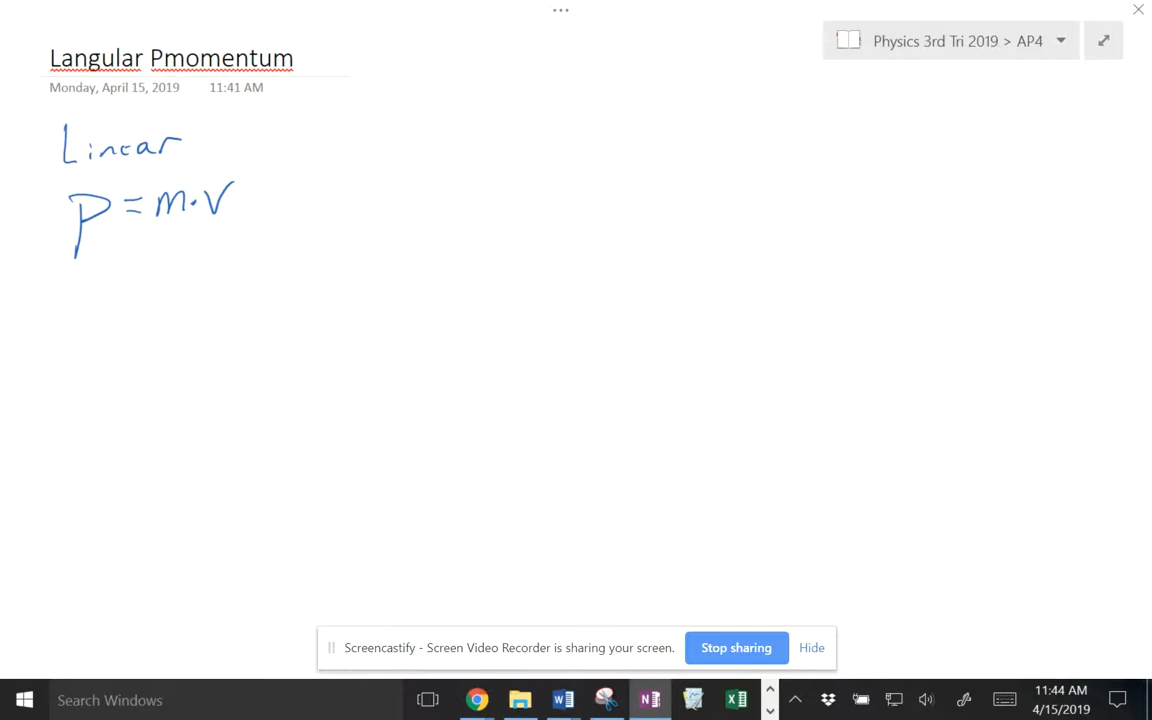 Physics 3rd Tri 2019 > AP4
Langular Pmomentum
Monday, April 15, 2019 11:41 AM
Linear
P = m · v
Screencastify - Screen Video Recorder is sharing your screen. Stop sharing Hide
Search Windows
11:44 AM
4/15/2019